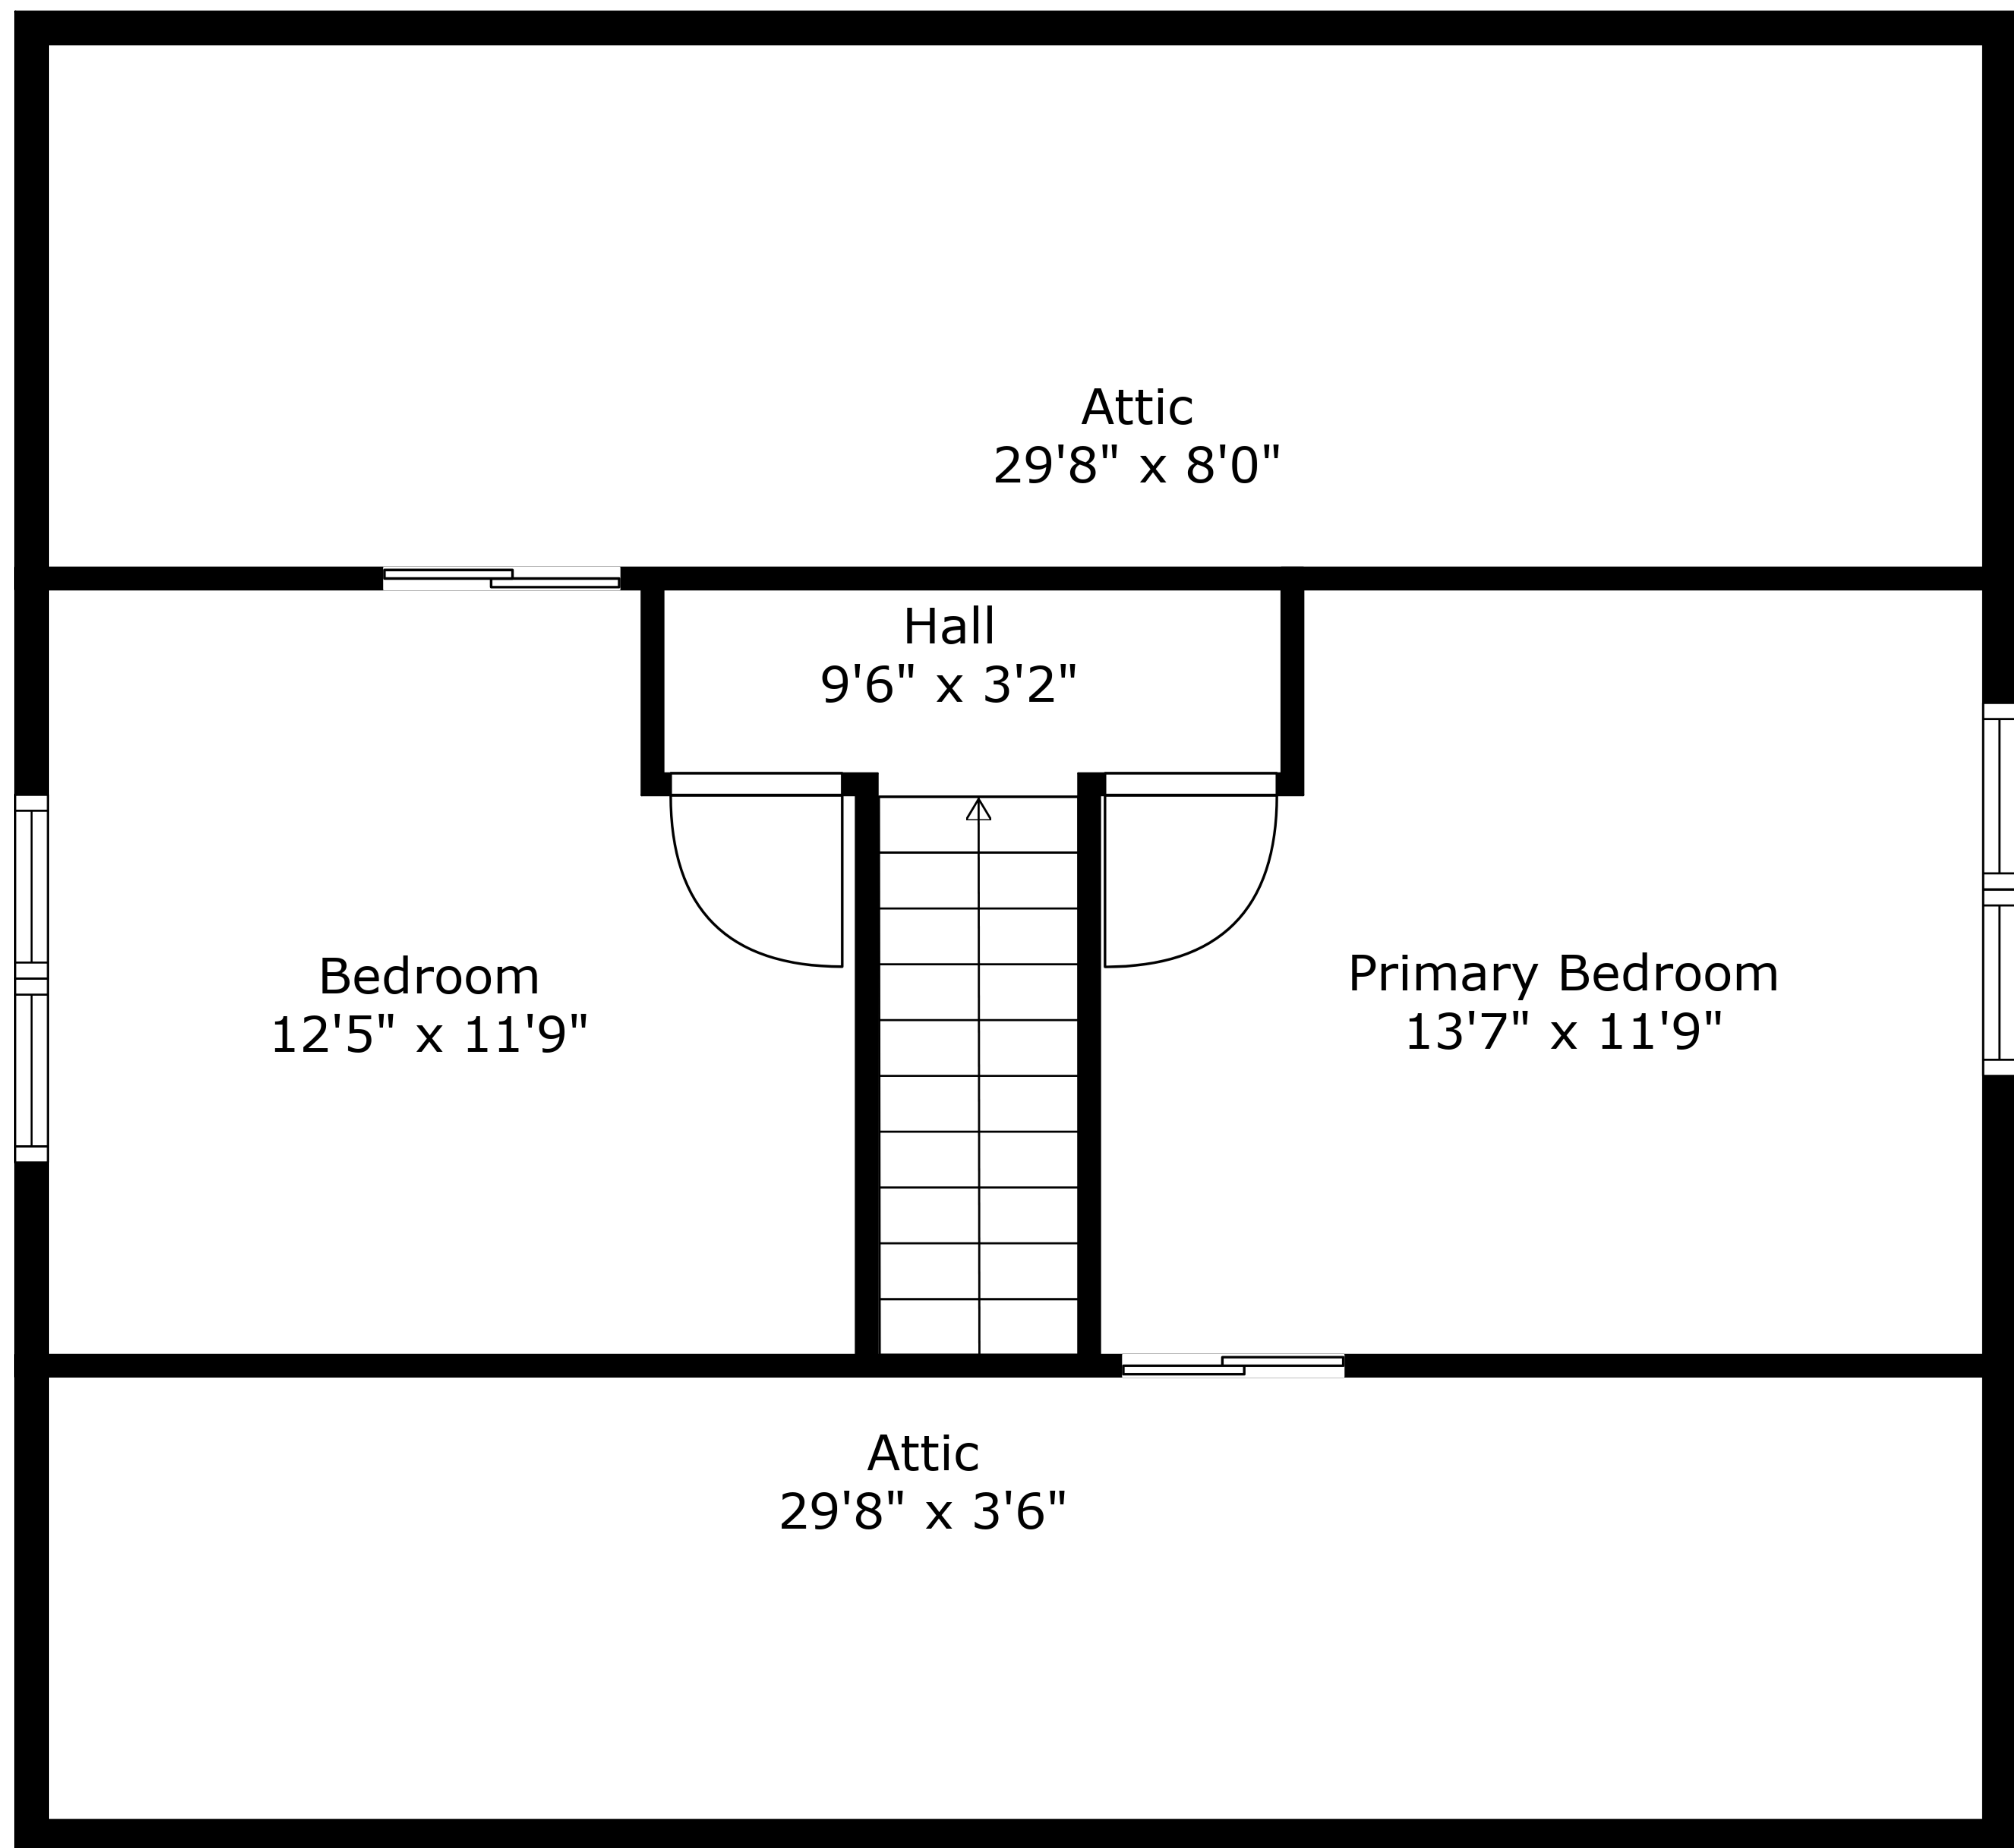 Attic
29'8" x 8'0"
Hall
9'6" x 3'2"
Bedroom
12'5" x 11'9"
Primary Bedroom
13'7" x 11'9"
Attic
29'8" x 3'6"